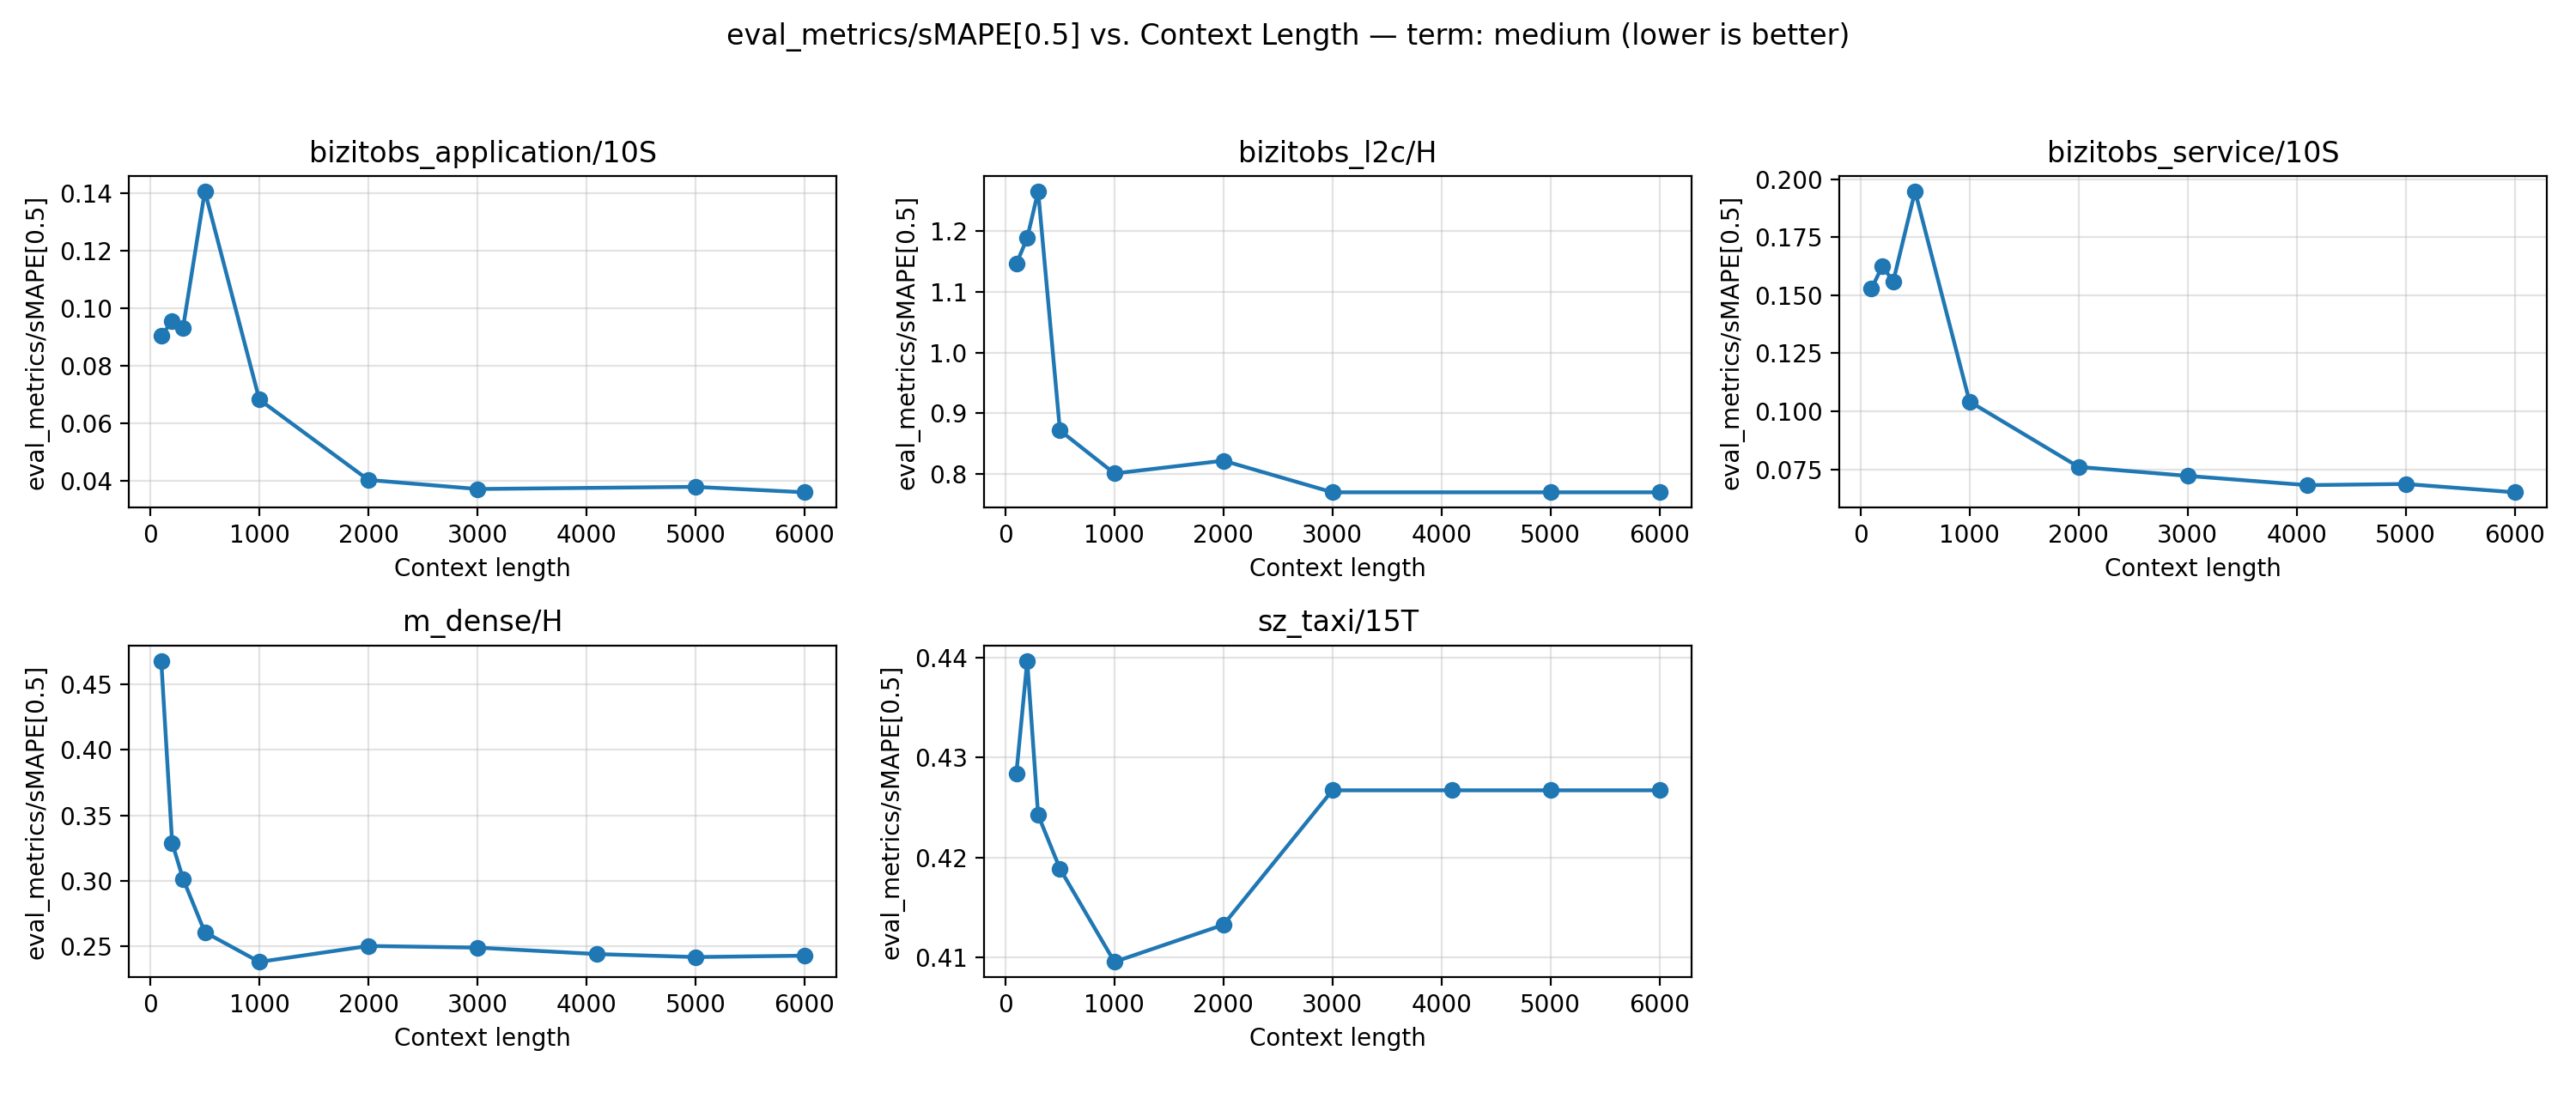 eval_metrics/sMAPE[0.5] vs. Context Length — term: medium (lower is better)
bizitobs_application/10S
eval_metrics/sMAPE[0.5]
0.14
0.12
0.10
0.08
0.06
0.04
0 1000 2000 3000 4000 5000 6000
Context length
bizitobs_l2c/H
eval_metrics/sMAPE[0.5]
1.2
1.1
1.0
0.9
0.8
0 1000 2000 3000 4000 5000 6000
Context length
bizitobs_service/10S
eval_metrics/sMAPE[0.5]
0.200
0.175
0.150
0.125
0.100
0.075
0 1000 2000 3000 4000 5000 6000
Context length
m_dense/H
eval_metrics/sMAPE[0.5]
0.45
0.40
0.35
0.30
0.25
0 1000 2000 3000 4000 5000 6000
Context length
sz_taxi/15T
eval_metrics/sMAPE[0.5]
0.44
0.43
0.42
0.41
0 1000 2000 3000 4000 5000 6000
Context length